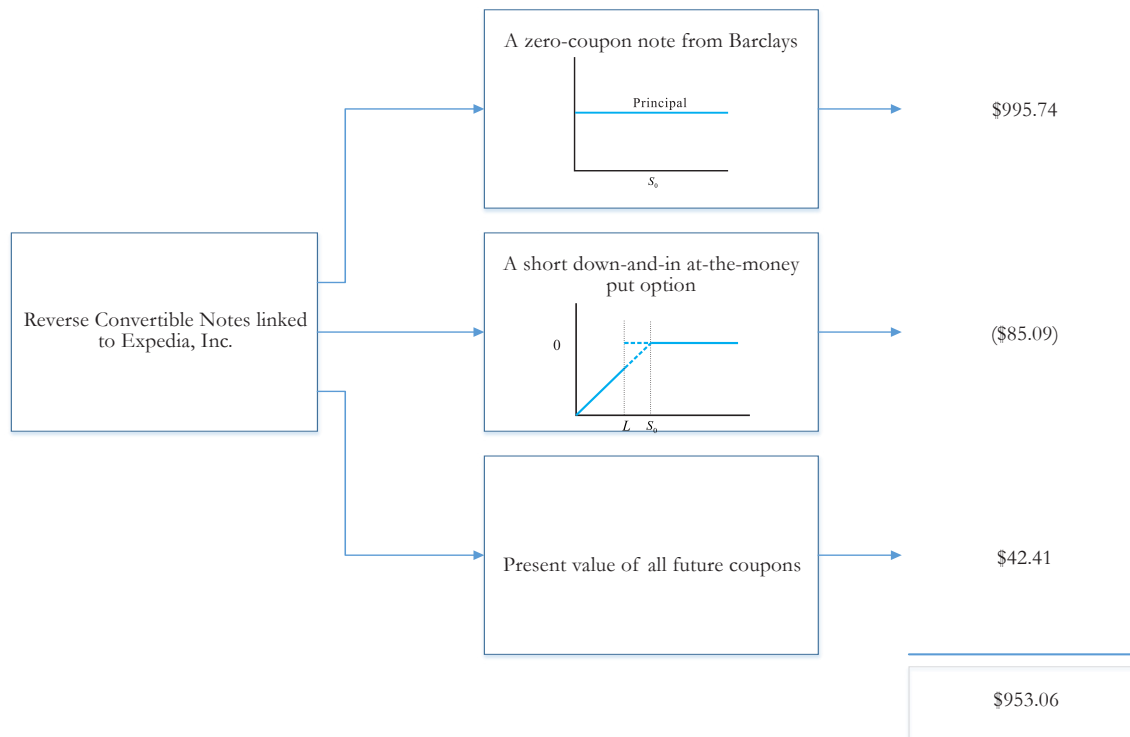 A zero-coupon note from Barclays
Principal
S₀
$995.74
Reverse Convertible Notes linked
to Expedia, Inc.
A short down-and-in at-the-money
put option
0
L S₀
($85.09)
Present value of all future coupons
$42.41
$953.06